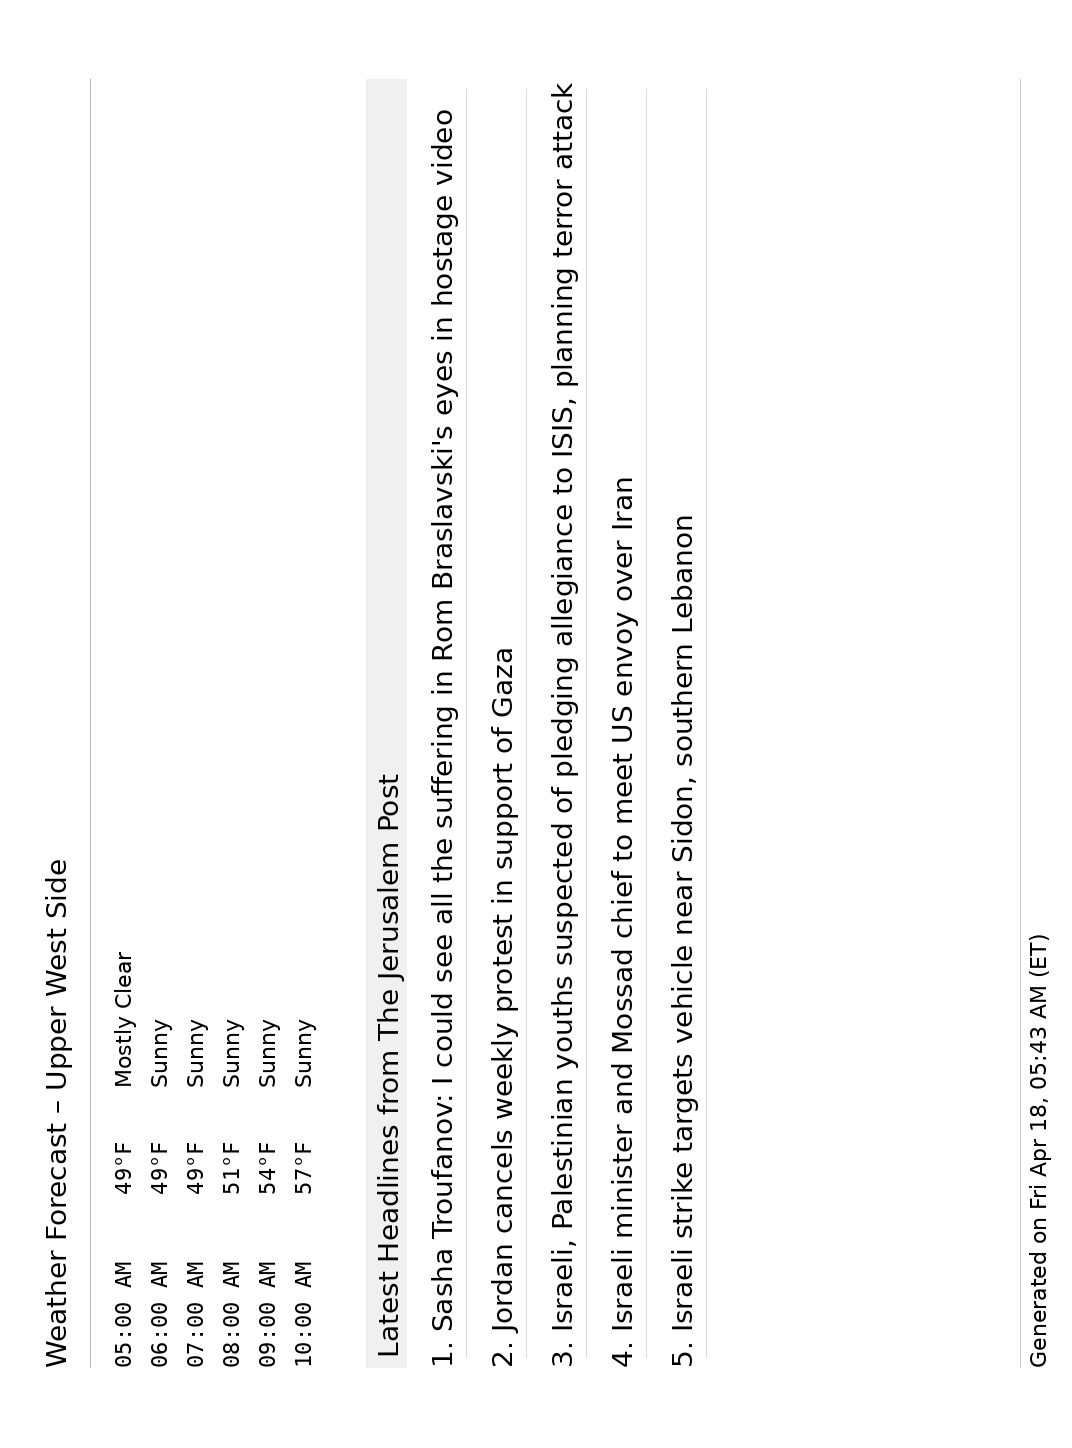 Weather Forecast – Upper West Side
05:00 AM 49°F Mostly Clear
06:00 AM 49°F Sunny
07:00 AM 49°F Sunny
08:00 AM 51°F Sunny
09:00 AM 54°F Sunny
10:00 AM 57°F Sunny
Latest Headlines from The Jerusalem Post
1. Sasha Troufanov: I could see all the suffering in Rom Braslavski's eyes in hostage video
2. Jordan cancels weekly protest in support of Gaza
3. Israeli, Palestinian youths suspected of pledging allegiance to ISIS, planning terror attack
4. Israeli minister and Mossad chief to meet US envoy over Iran
5. Israeli strike targets vehicle near Sidon, southern Lebanon
Generated on Fri Apr 18, 05:43 AM (ET)